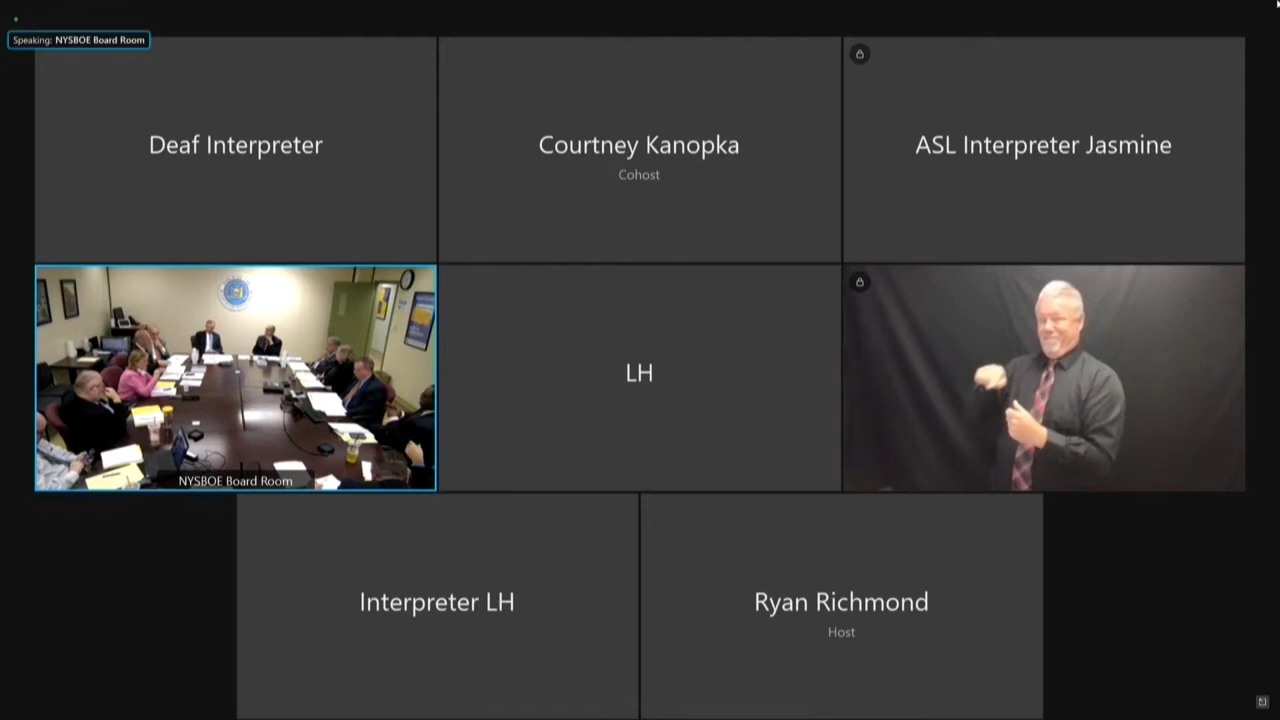 Speaking: NYSBOE Board Room
Deaf Interpreter
Courtney Kanopka
Cohost
ASL Interpreter Jasmine
NYSBOE Board Room
LH
Interpreter LH
Ryan Richmond
Host